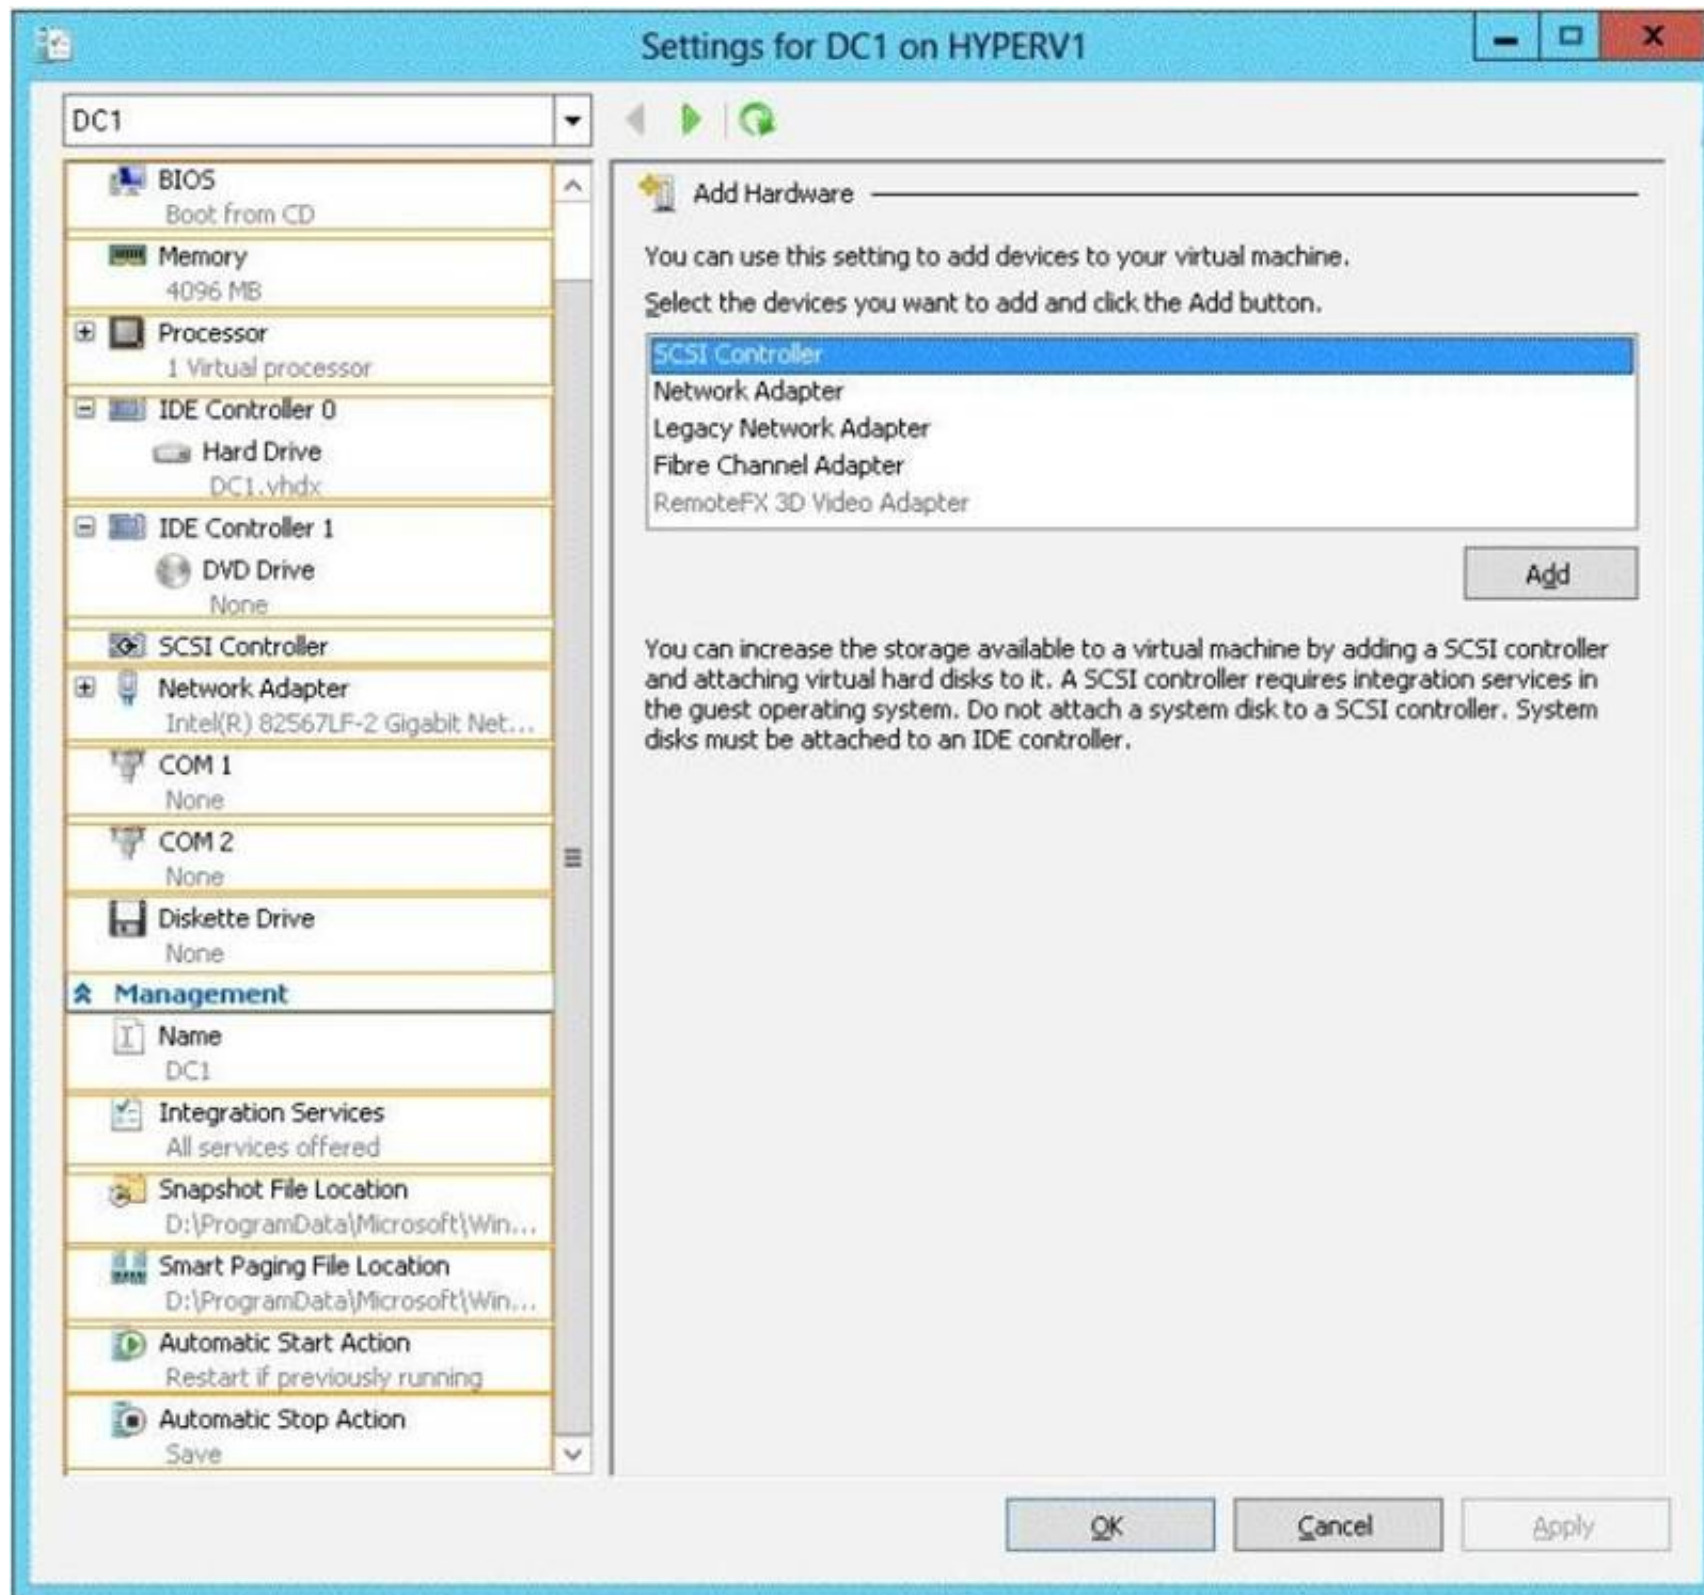 Settings for DC1 on HYPERV1
DC1
BIOS
Boot from CD
Memory
4096 MB
Processor
1 Virtual processor
IDE Controller 0
Hard Drive
DC1.vhdx
IDE Controller 1
DVD Drive
None
SCSI Controller
Network Adapter
Intel(R) 82567LF-2 Gigabit Net...
COM 1
None
COM 2
None
Diskette Drive
None
Management
Name
DC1
Integration Services
All services offered
Snapshot File Location
D:\ProgramData\Microsoft\Win...
Smart Paging File Location
D:\ProgramData\Microsoft\Win...
Automatic Start Action
Restart if previously running
Automatic Stop Action
Save
Add Hardware
You can use this setting to add devices to your virtual machine.
Select the devices you want to add and click the Add button.
SCSI Controller
Network Adapter
Legacy Network Adapter
Fibre Channel Adapter
RemoteFX 3D Video Adapter
Add
You can increase the storage available to a virtual machine by adding a SCSI controller
and attaching virtual hard disks to it. A SCSI controller requires integration services in
the guest operating system. Do not attach a system disk to a SCSI controller. System
disks must be attached to an IDE controller.
OK
Cancel
Apply